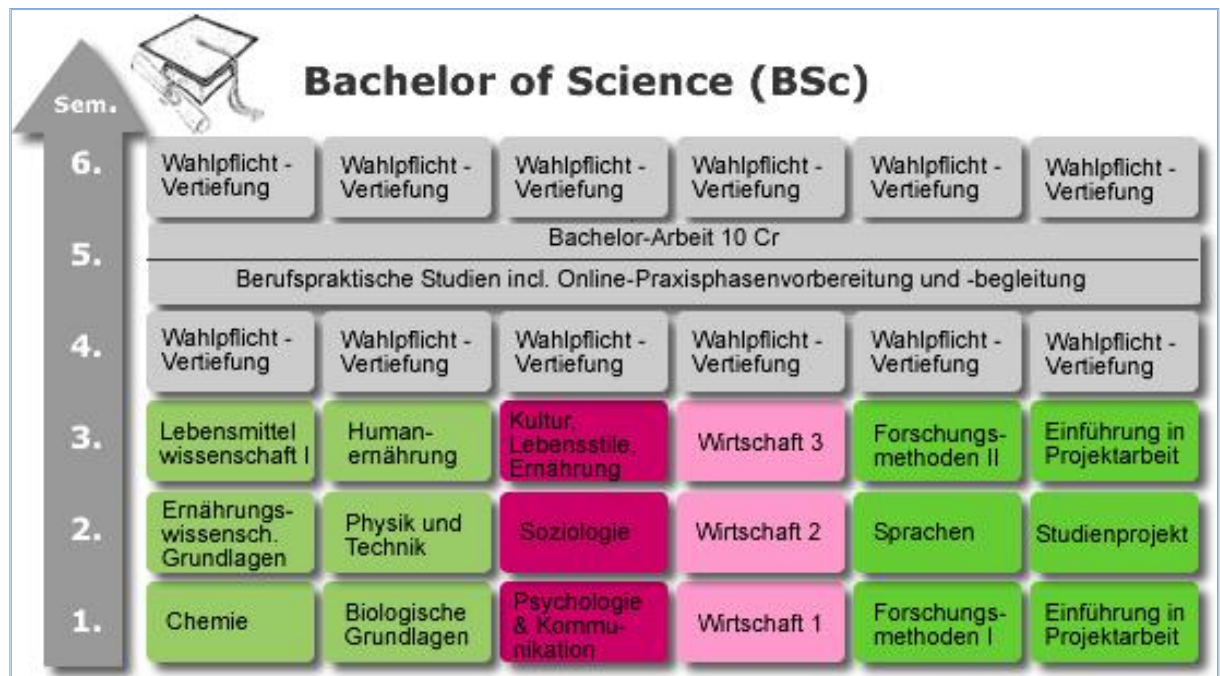 Bachelor of Science (BSc)
Sem.
6.
Wahlpflicht -
Vertiefung
Wahlpflicht -
Vertiefung
Wahlpflicht -
Vertiefung
Wahlpflicht -
Vertiefung
Wahlpflicht -
Vertiefung
Wahlpflicht -
Vertiefung
5.
Bachelor-Arbeit 10 Cr
Berufspraktische Studien incl. Online-Praxisphasenvorbereitung und -begleitung
4.
Wahlpflicht -
Vertiefung
Wahlpflicht -
Vertiefung
Wahlpflicht -
Vertiefung
Wahlpflicht -
Vertiefung
Wahlpflicht -
Vertiefung
Wahlpflicht -
Vertiefung
3.
Lebensmittel
wissenschaft I
Human-
ernährung
Kultur,
Lebensstile,
Ernährung
Wirtschaft 3
Forschungs-
methoden II
Einführung in
Projektarbeit
2.
Ernährungs-
wissensch.
Grundlagen
Physik und
Technik
Soziologie
Wirtschaft 2
Sprachen
Studienprojekt
1.
Chemie
Biologische
Grundlagen
Psychologie
& Kommu-
nikation
Wirtschaft 1
Forschungs-
methoden I
Einführung in
Projektarbeit